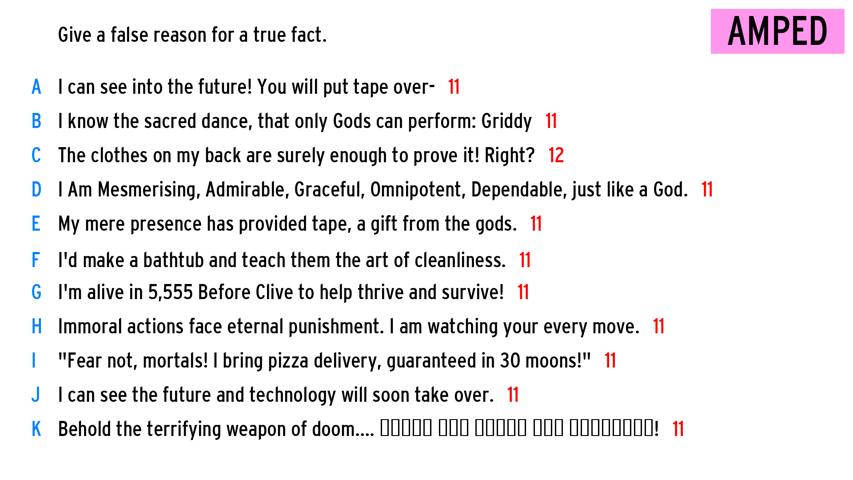 Give a false reason for a true fact.
AMPED
A I can see into the future! You will put tape over- 11
B I know the sacred dance, that only Gods can perform: Griddy 11
C The clothes on my back are surely enough to prove it! Right? 12
D I Am Mesmerising, Admirable, Graceful, Omnipotent, Dependable, just like a God. 11
E My mere presence has provided tape, a gift from the gods. 11
F I'd make a bathtub and teach them the art of cleanliness. 11
G I'm alive in 5,555 Before Clive to help thrive and survive! 11
H Immoral actions face eternal punishment. I am watching your every move. 11
I "Fear not, mortals! I bring pizza delivery, guaranteed in 30 moons!" 11
J I can see the future and technology will soon take over. 11
K Behold the terrifying weapon of doom.... ! 11